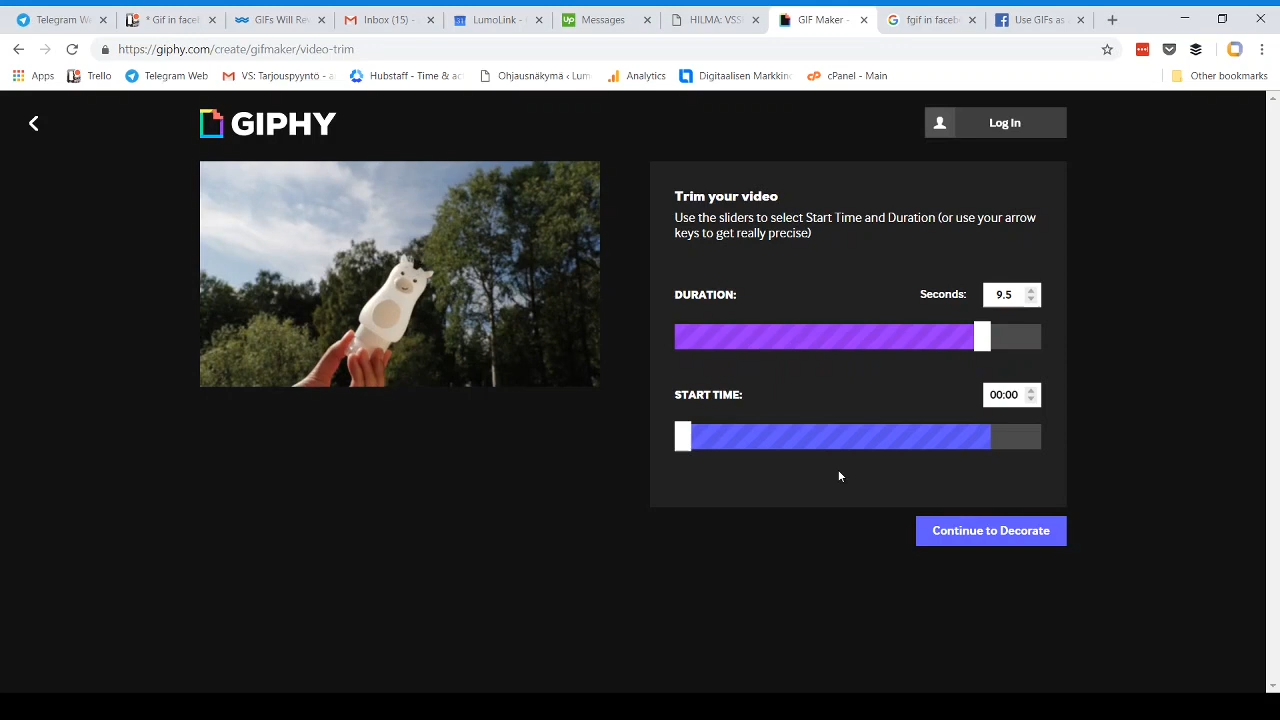 Telegram We
* Gif in faceb
GIFs Will Rev
Inbox (15) -
LumoLink -
Messages
HILMA: VSSI
GIF Maker -
fgif in facebo
Use GIFs as
https://giphy.com/create/gifmaker/video-trim
Apps
Trello
Telegram Web
VS: Tarjouspyyntö - a
Hubstaff - Time & ac
Ohjausnäkymä ‹ Lum
Analytics
Digitaalisen Markkin
cPanel - Main
Other bookmarks
GIPHY
Log In
Trim your video
Use the sliders to select Start Time and Duration (or use your arrow
keys to get really precise)
DURATION:
Seconds:
9.5
START TIME:
00:00
Continue to Decorate